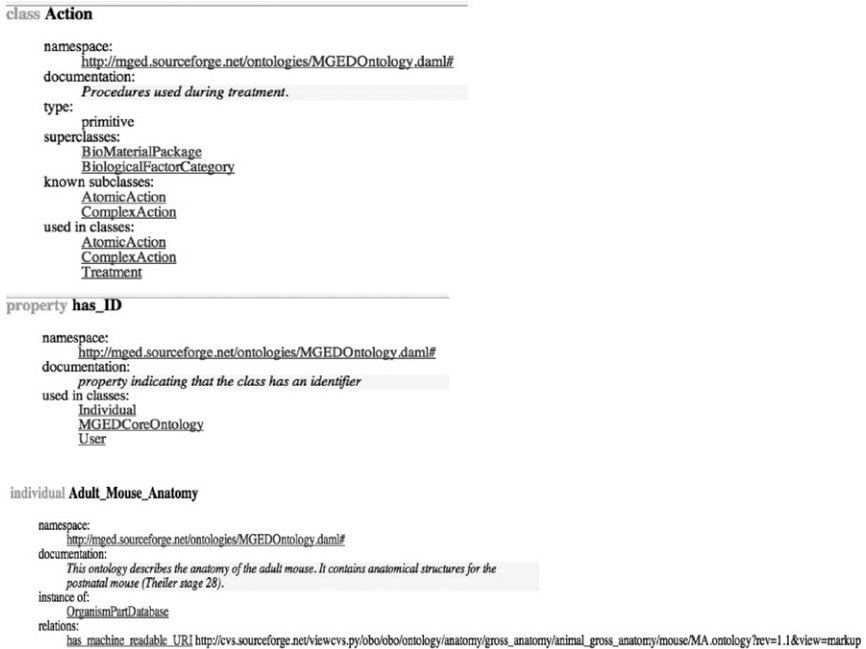 class Action
namespace:
http://mged.sourceforge.net/ontologies/MGEDOntology.daml#
documentation:
Procedures used during treatment.
type:
primitive
superclasses:
BioMaterialPackage
BiologicalFactorCategory
known subclasses:
AtomicAction
ComplexAction
used in classes:
AtomicAction
ComplexAction
Treatment
property has_ID
namespace:
http://mged.sourceforge.net/ontologies/MGEDOntology.daml#
documentation:
property indicating that the class has an identifier
used in classes:
Individual
MGEDCoreOntology
User
individual Adult_Mouse_Anatomy
namespace:
http://mged.sourceforge.net/ontologies/MGEDOntology.daml#
documentation:
This ontology describes the anatomy of the adult mouse. It contains anatomical structures for the
postnatal mouse (Theiler stage 28).
instance of:
OrganismPartDatabase
relations:
has_machine_readable_URI http://cvs.sourceforge.net/viewcvs.py/obo/obo/ontology/anatomy/gross_anatomy/animal_gross_anatomy/mouse/MA.ontology?rev=1.1&view=markup